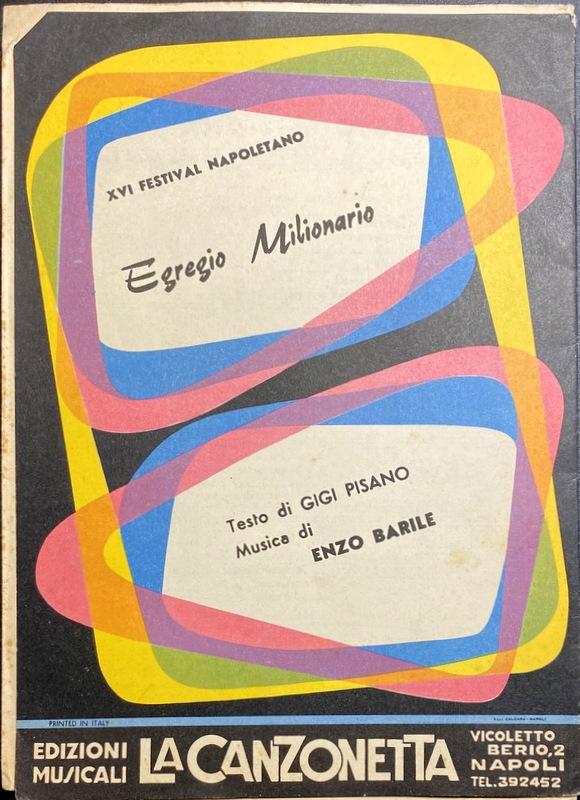 XVI FESTIVAL NAPOLETANO
Egregio Milionario
Testo di GIGI PISANO
Musica di
ENZO BARILE
PRINTED IN ITALY
EDIZIONI
MUSICALI
LA CANZONETTA
VICOLETTO
BERIO,2
NAPOLI
TEL.392452